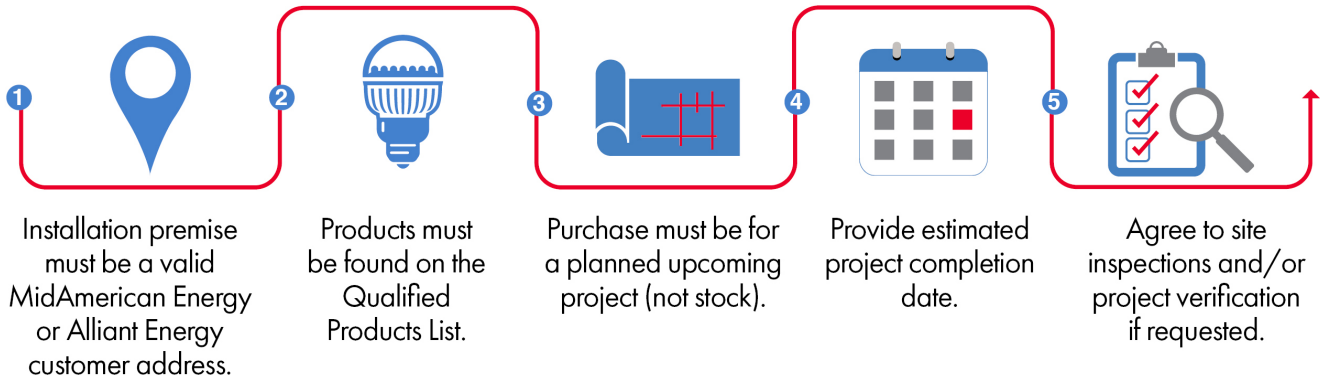 1
Installation premise
must be a valid
MidAmerican Energy
or Alliant Energy
customer address.
2
Products must
be found on the
Qualified
Products List.
3
Purchase must be for
a planned upcoming
project (not stock).
4
Provide estimated
project completion
date.
5
Agree to site
inspections and/or
project verification
if requested.